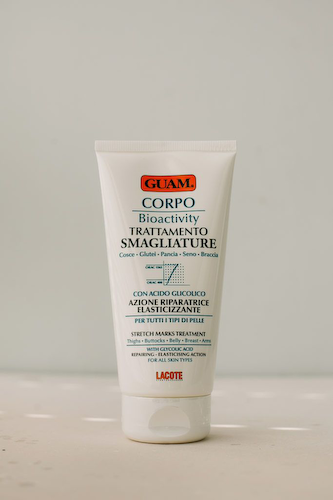 GUAM
CORPO
Bioactivity
TRATTAMENTO
SMAGLIATURE
Cosce • Glutei • Pancia • Seno • Braccia
CON ACIDO GLICOLICO
AZIONE RIPARATRICE
ELASTICIZZANTE
PER TUTTI I TIPI DI PELLE
STRETCH MARKS TREATMENT
Thighs • Buttocks • Belly • Breast • Arms
WITH GLYCOLIC ACID
REPAIRING - ELASTICISING ACTION
FOR ALL SKIN TYPES
LACOTE